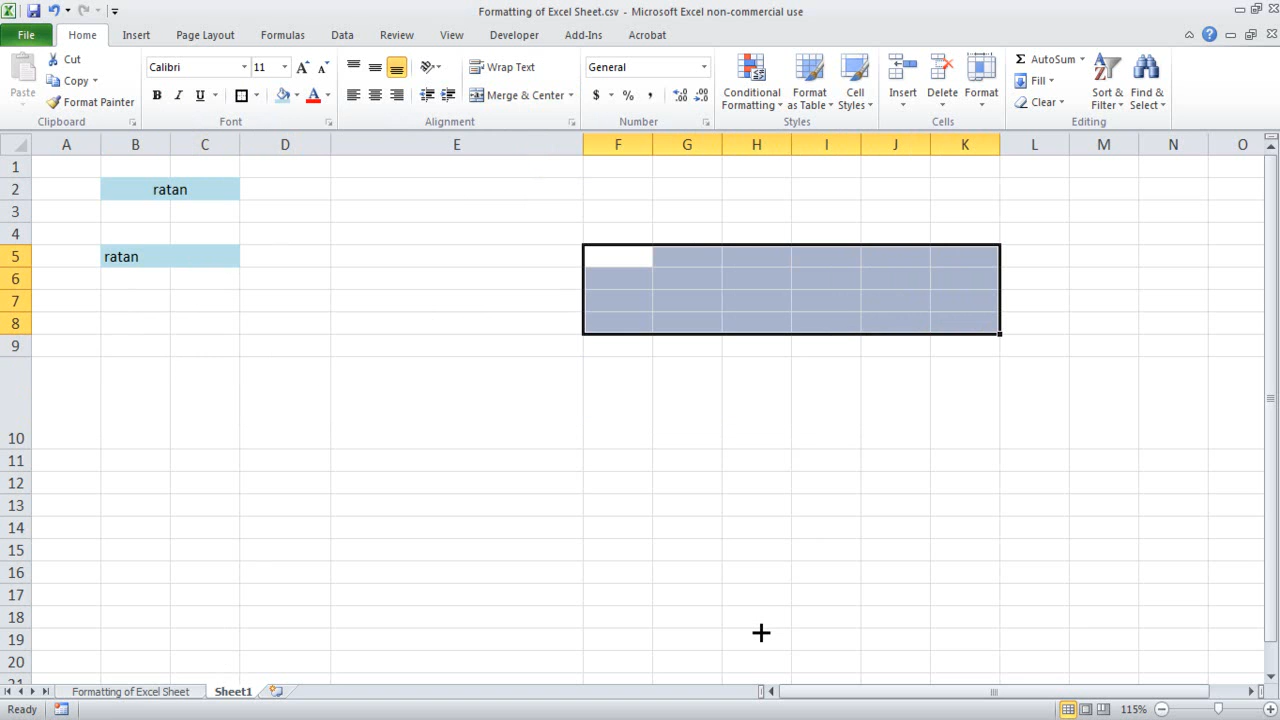 Formatting of Excel Sheet.csv - Microsoft Excel non-commercial use
File Home Insert Page Layout Formulas Data Review View Developer Add-Ins Acrobat
Paste
Cut
Copy
Format Painter
Clipboard
Calibri 11
B I U A
Font
Wrap Text
Merge & Center
Alignment
General
$ % ,
Number
Conditional Formatting
Format as Table
Cell Styles
Styles
Insert
Delete
Format
Cells
Σ AutoSum
Fill
Clear
Sort & Filter
Find & Select
Editing
A B C D E F G H I J K L M N O
1
2 ratan
3
4
5 ratan
6
7
8
9
10
11
12
13
14
15
16
17
18
19
20
21
Formatting of Excel Sheet Sheet1
Ready 115%